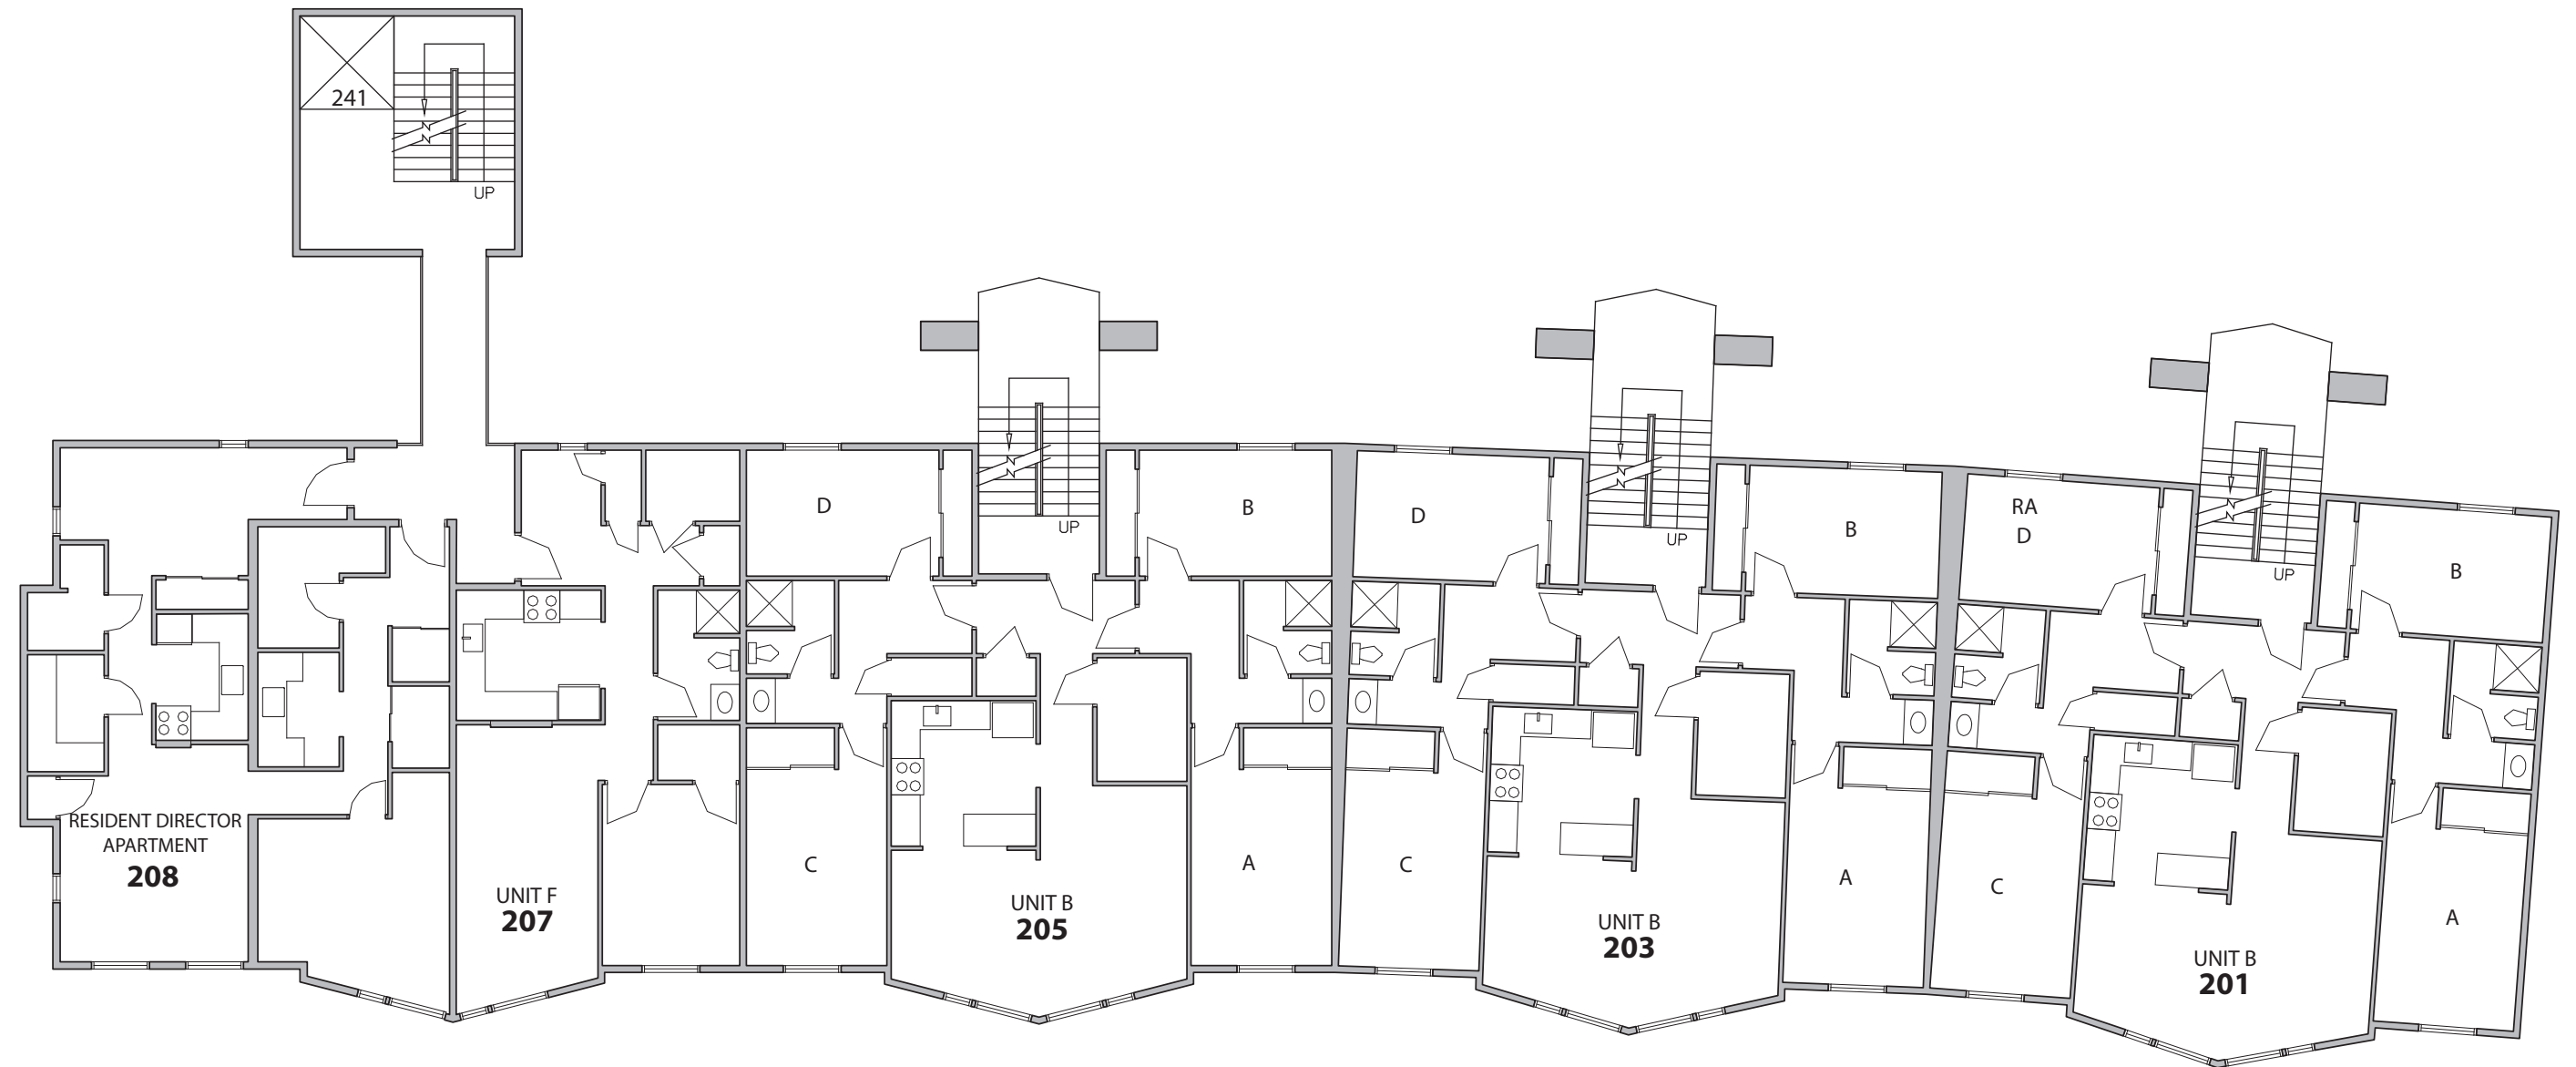 241
UP
D
UP
B
D
UP
B
RA
D
UP
B
RESIDENT DIRECTOR
APARTMENT
208
UNIT F
207
C
UNIT B
205
A
C
UNIT B
203
A
C
UNIT B
201
A